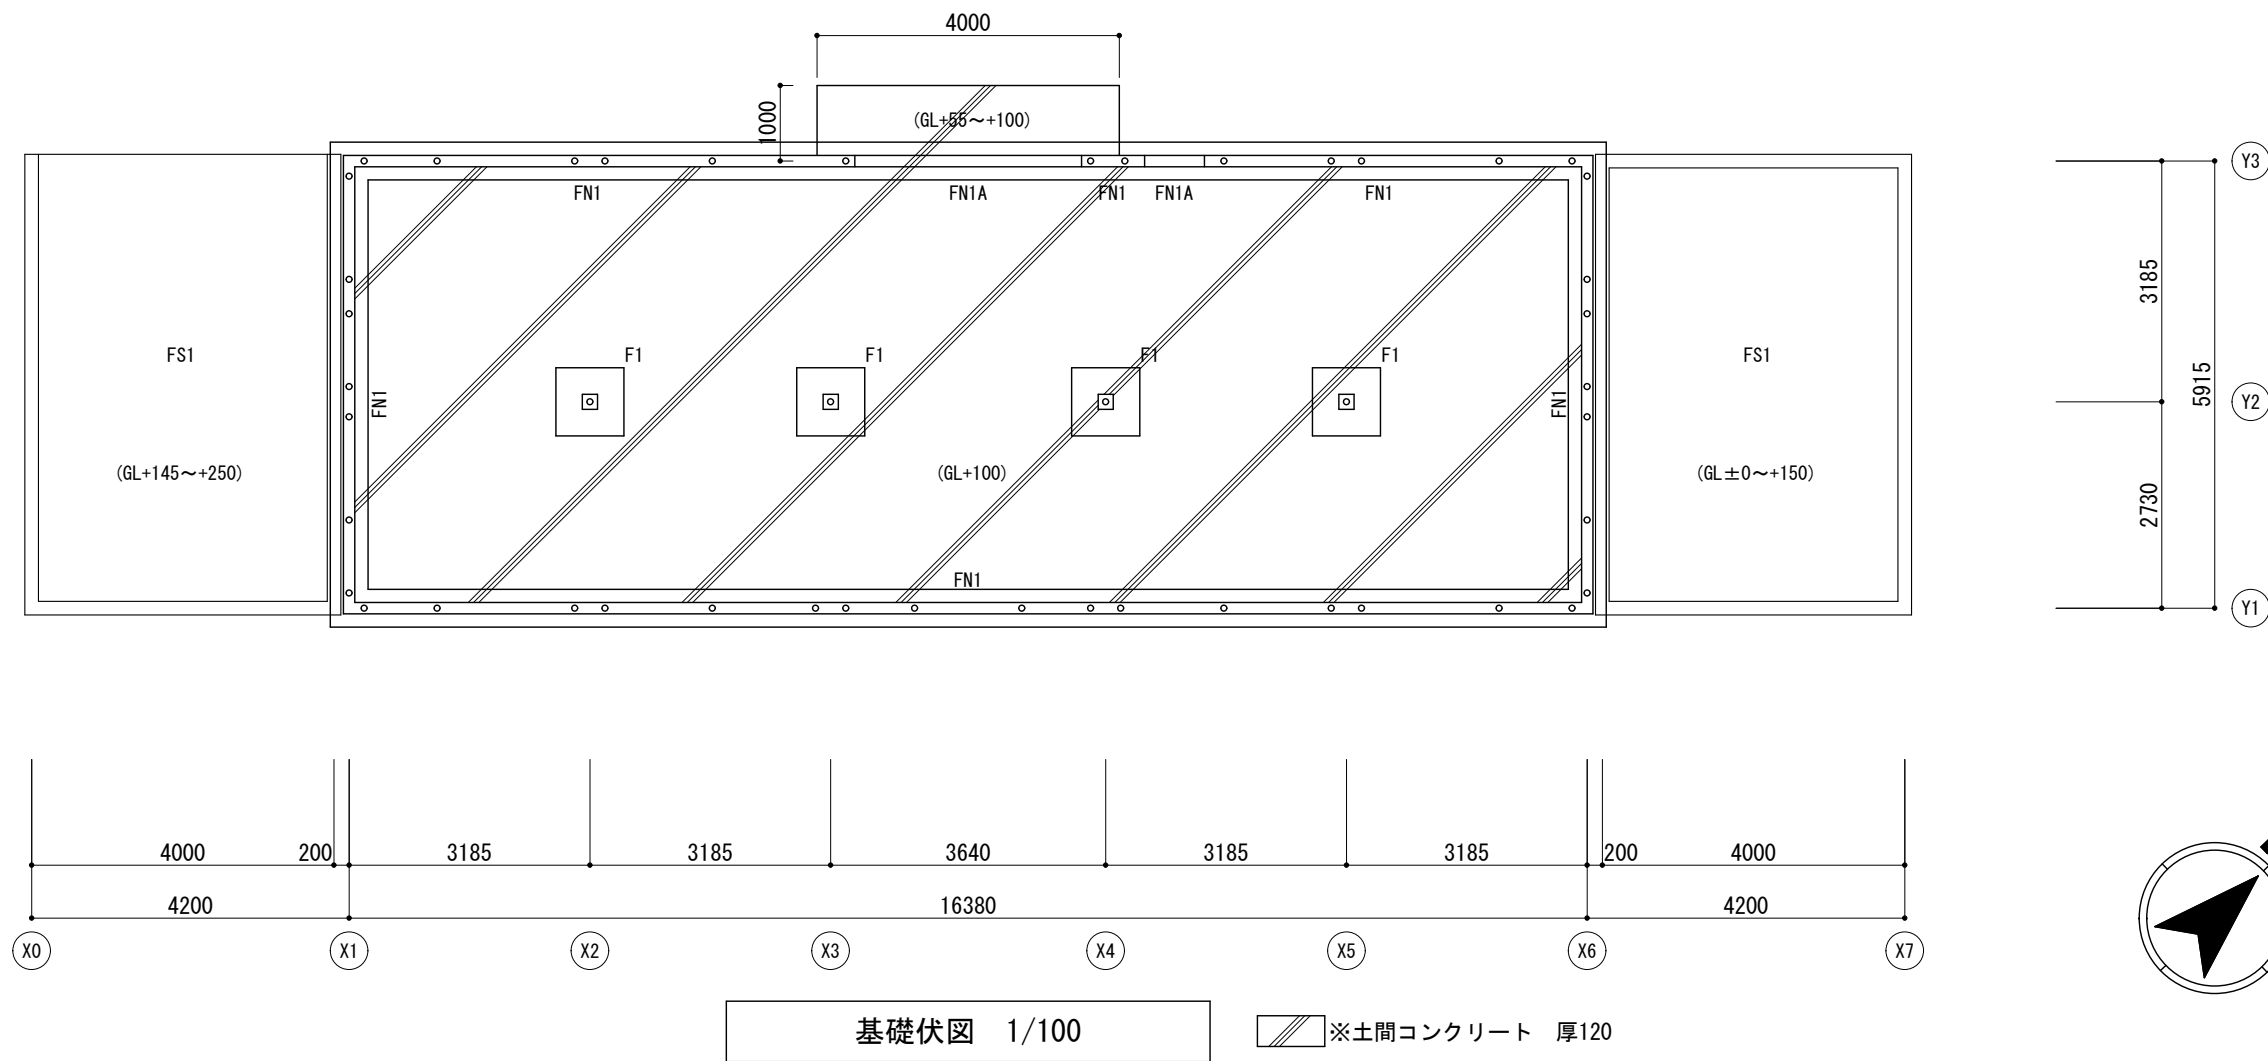 4000
1000
(GL+55～+100)
Y3
FN1
FN1A
FN1
FN1A
FN1
3185
FS1
F1
F1
F1
F1
FS1
5915
FN1
FN1
Y2
(GL+145～+250)
(GL+100)
(GL±0～+150)
2730
FN1
Y1
4000
200
3185
3185
3640
3185
3185
200
4000
4200
16380
4200
X0
X1
X2
X3
X4
X5
X6
X7
基礎伏図 1/100
※土間コンクリート 厚120